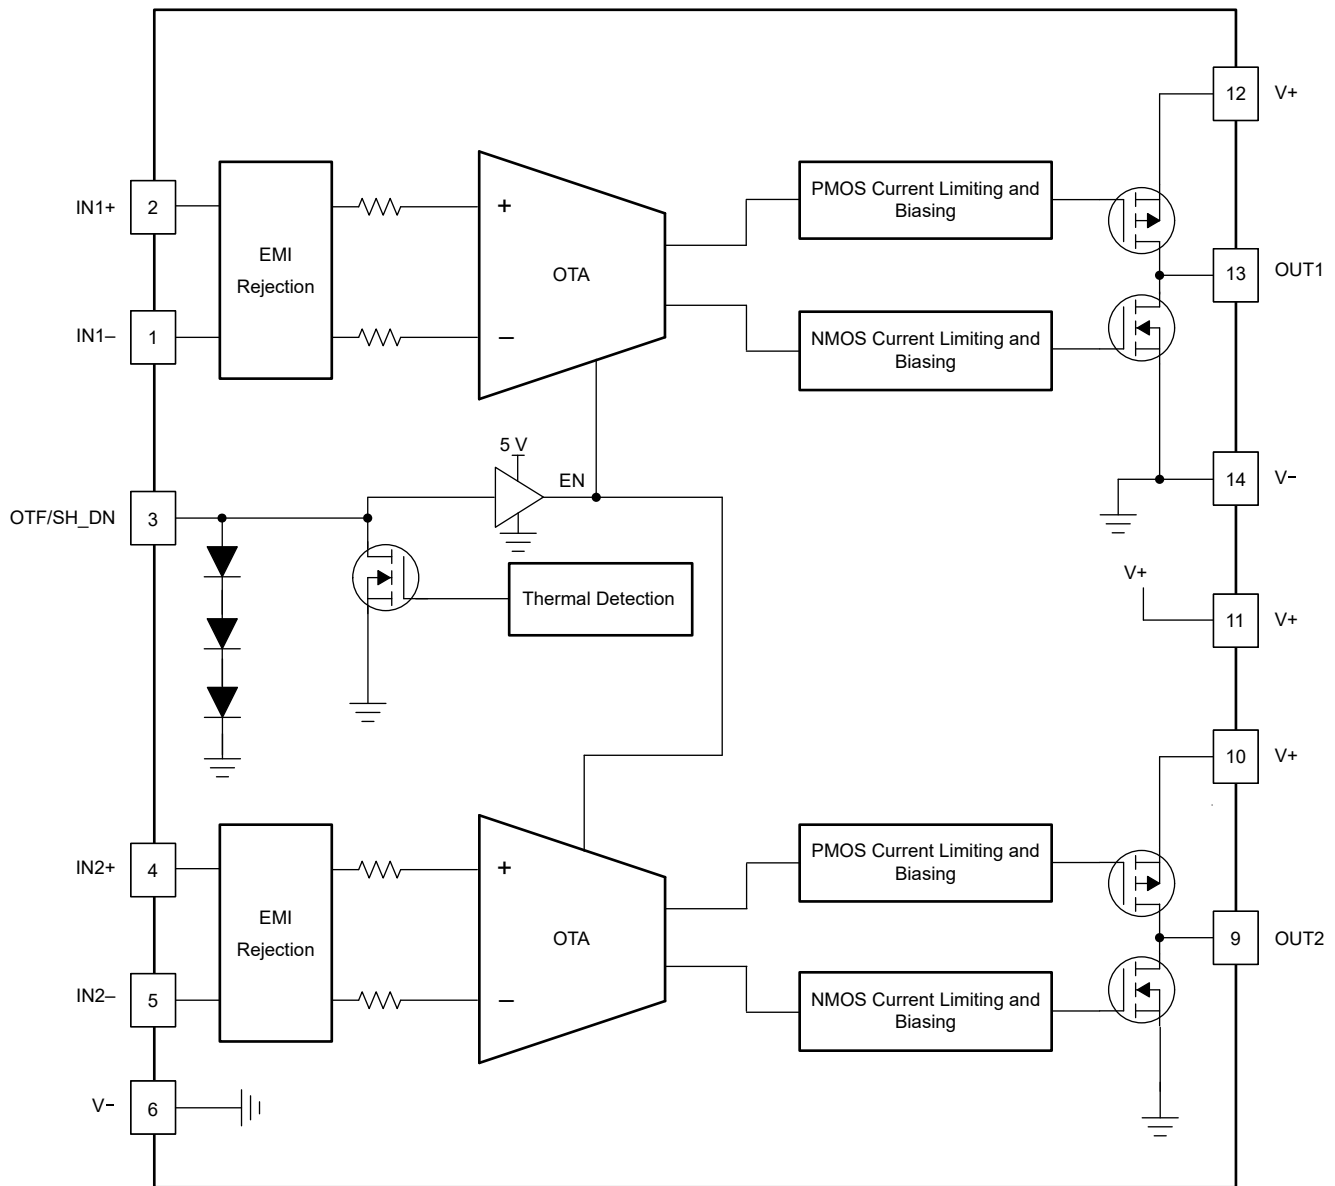 12
V+
IN1+
2
EMI
Rejection
+
OTA
−
PMOS Current Limiting and
Biasing
13
OUT1
IN1–
1
NMOS Current Limiting and
Biasing
5 V
EN
14
V−
OTF/SH_DN
3
Thermal Detection
V+
11
V+
10
V+
IN2+
4
EMI
Rejection
+
OTA
−
PMOS Current Limiting and
Biasing
9
OUT2
IN2–
5
NMOS Current Limiting and
Biasing
V−
6